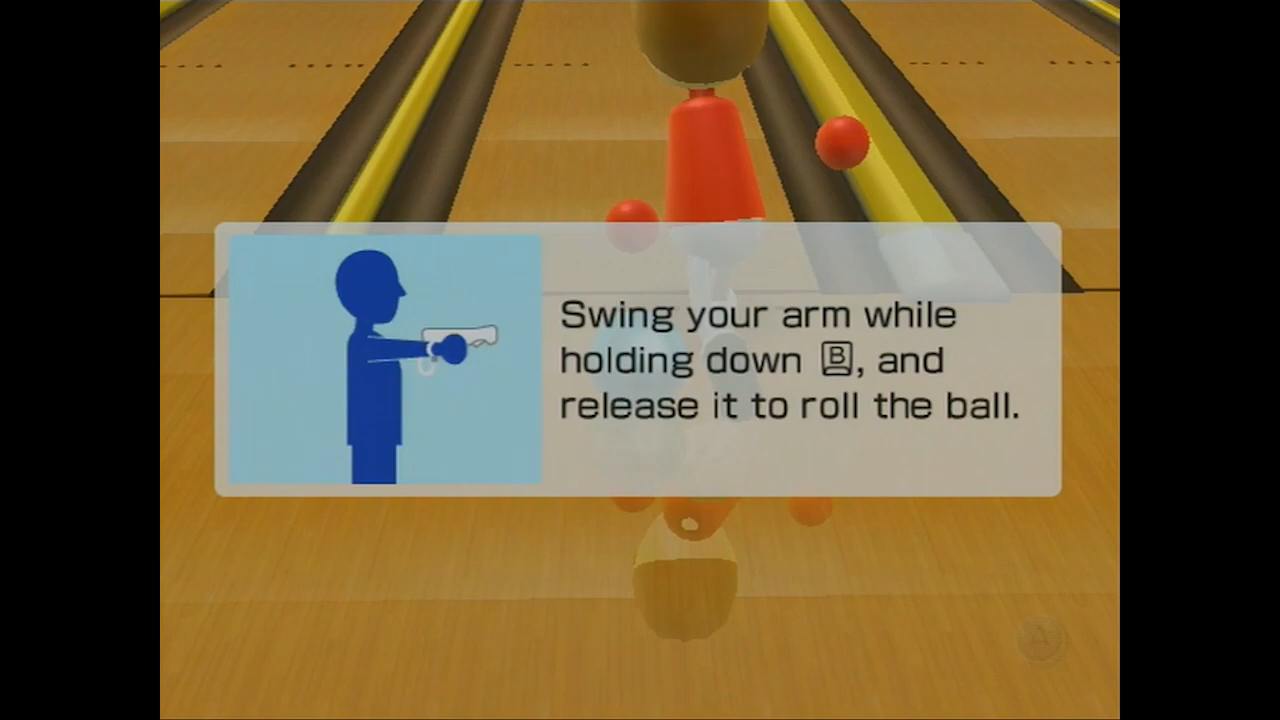 Swing your arm while
holding down B, and
release it to roll the ball.
A